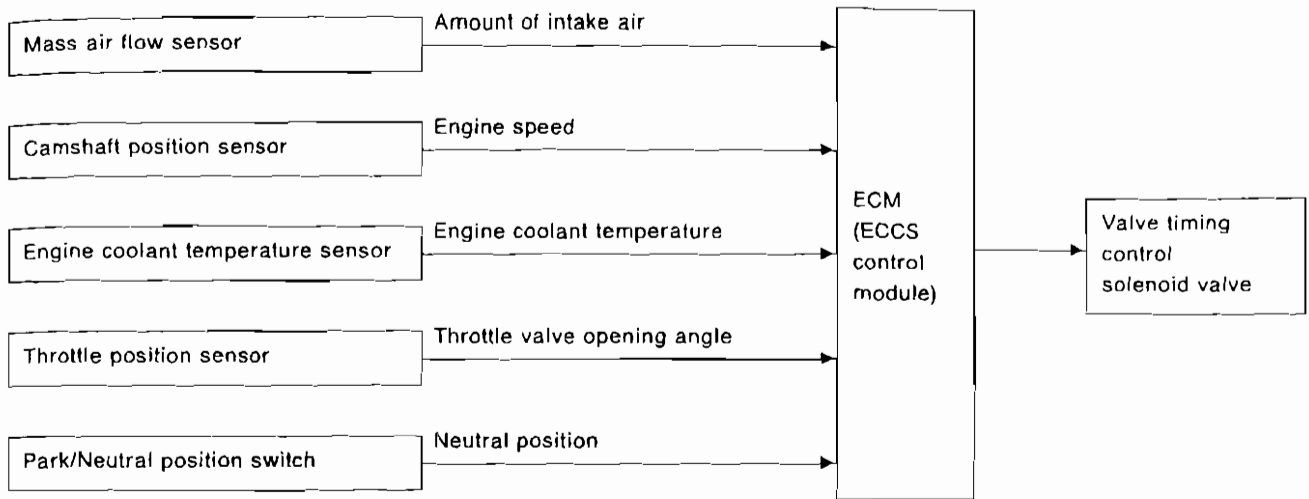 Mass air flow sensor
Amount of intake air
Camshaft position sensor
Engine speed
Engine coolant temperature sensor
Engine coolant temperature
Throttle position sensor
Throttle valve opening angle
Park/Neutral position switch
Neutral position
ECM
(ECCS
control
module)
Valve timing
control
solenoid valve